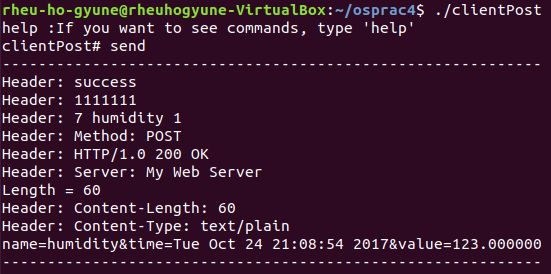 rheu-ho-gyune@rheuhogyune-VirtualBox:~/osprac4$ ./clientPost
help :If you want to see commands, type 'help'
clientPost# send
------------------------------------------------------------
Header: success
Header: 1111111
Header: 7 humidity 1
Header: Method: POST
Header: HTTP/1.0 200 OK
Header: Server: My Web Server
Length = 60
Header: Content-Length: 60
Header: Content-Type: text/plain
name=humidity&time=Tue Oct 24 21:08:54 2017&value=123.000000
------------------------------------------------------------